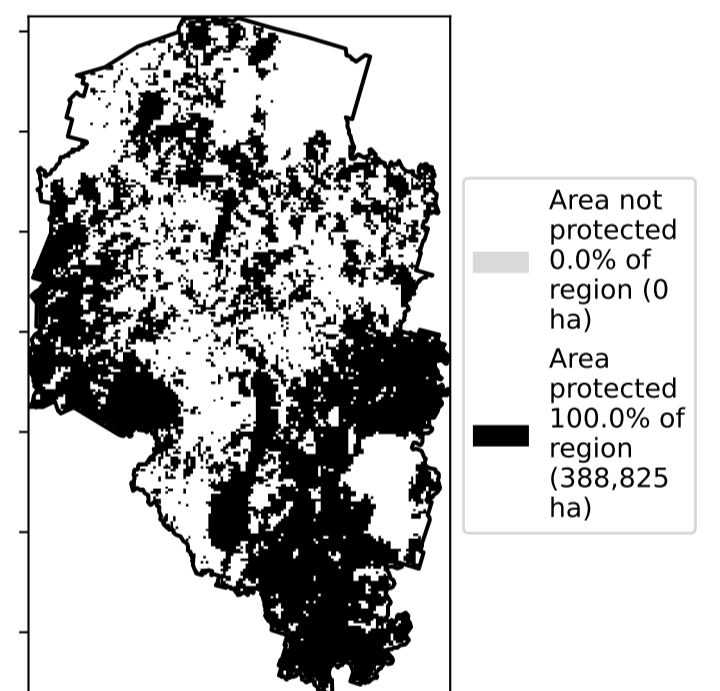 Area not
protected
0.0% of
region (0
ha)
Area
protected
100.0% of
region
(388,825
ha)